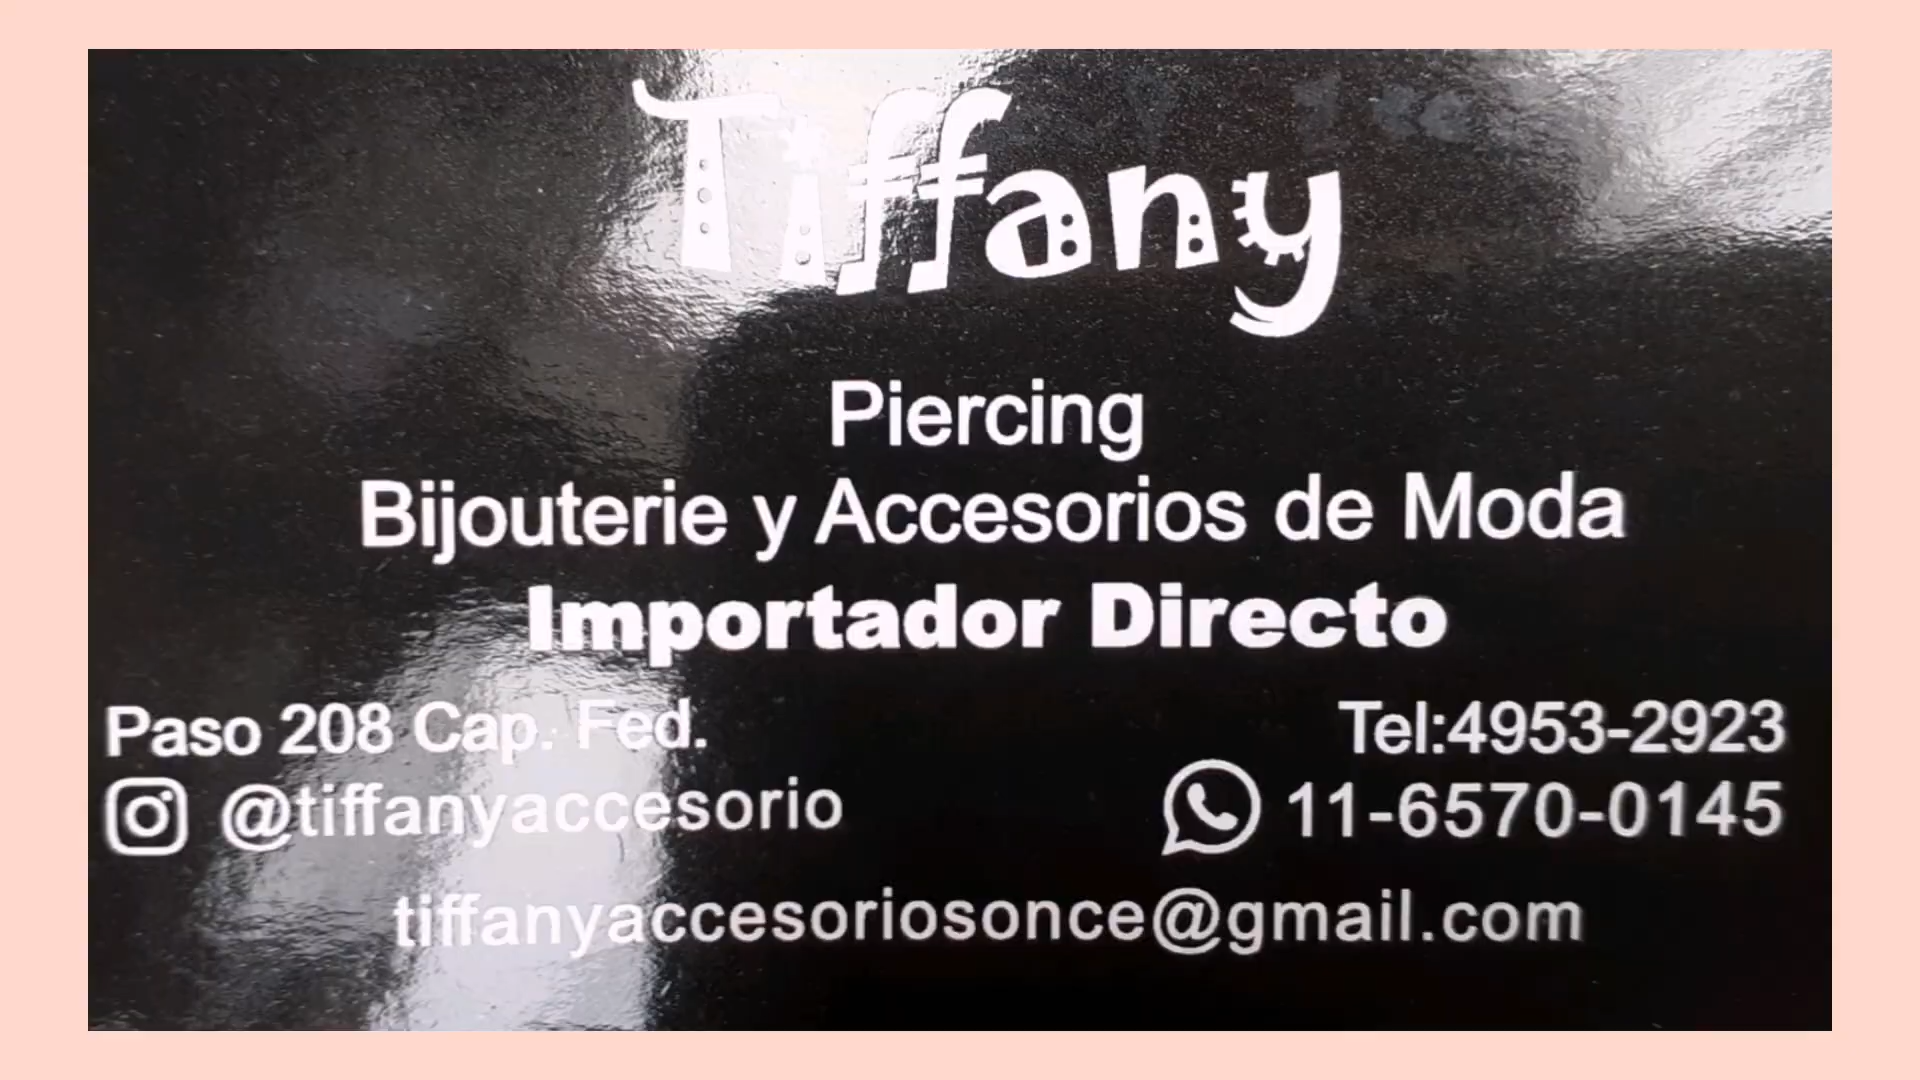 Tiffany
Piercing
Bijouterie y Accesorios de Moda
Importador Directo
Paso 208 Cap. Fed.
Tel:4953-2923
@tiffanyaccesorio
11-6570-0145
tiffanyaccesoriosonce@gmail.com